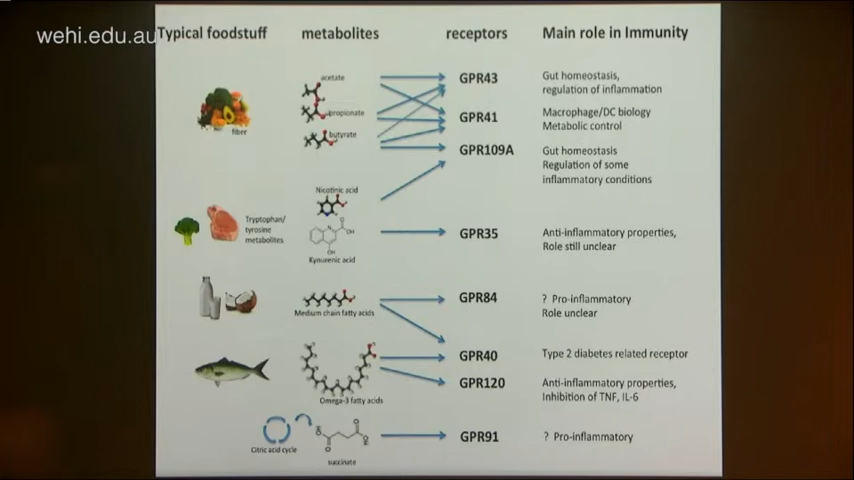 wehi.edu.au
Typical foodstuff
metabolites
receptors
Main role in Immunity
acetate
propionate
butyrate
fiber
GPR43
Gut homeostasis,
regulation of inflammation
GPR41
Macrophage/DC biology
Metabolic control
GPR109A
Gut homeostasis
Regulation of some
inflammatory conditions
Nicotinic acid
Tryptophan/
tyrosine
metabolites
OH
OH
Kynurenic acid
GPR35
Anti-inflammatory properties,
Role still unclear
Medium chain fatty acids
GPR84
? Pro-inflammatory
Role unclear
GPR40
Type 2 diabetes related receptor
Omega-3 fatty acids
GPR120
Anti-inflammatory properties,
Inhibition of TNF, IL-6
Citric acid cycle
succinate
GPR91
? Pro-inflammatory